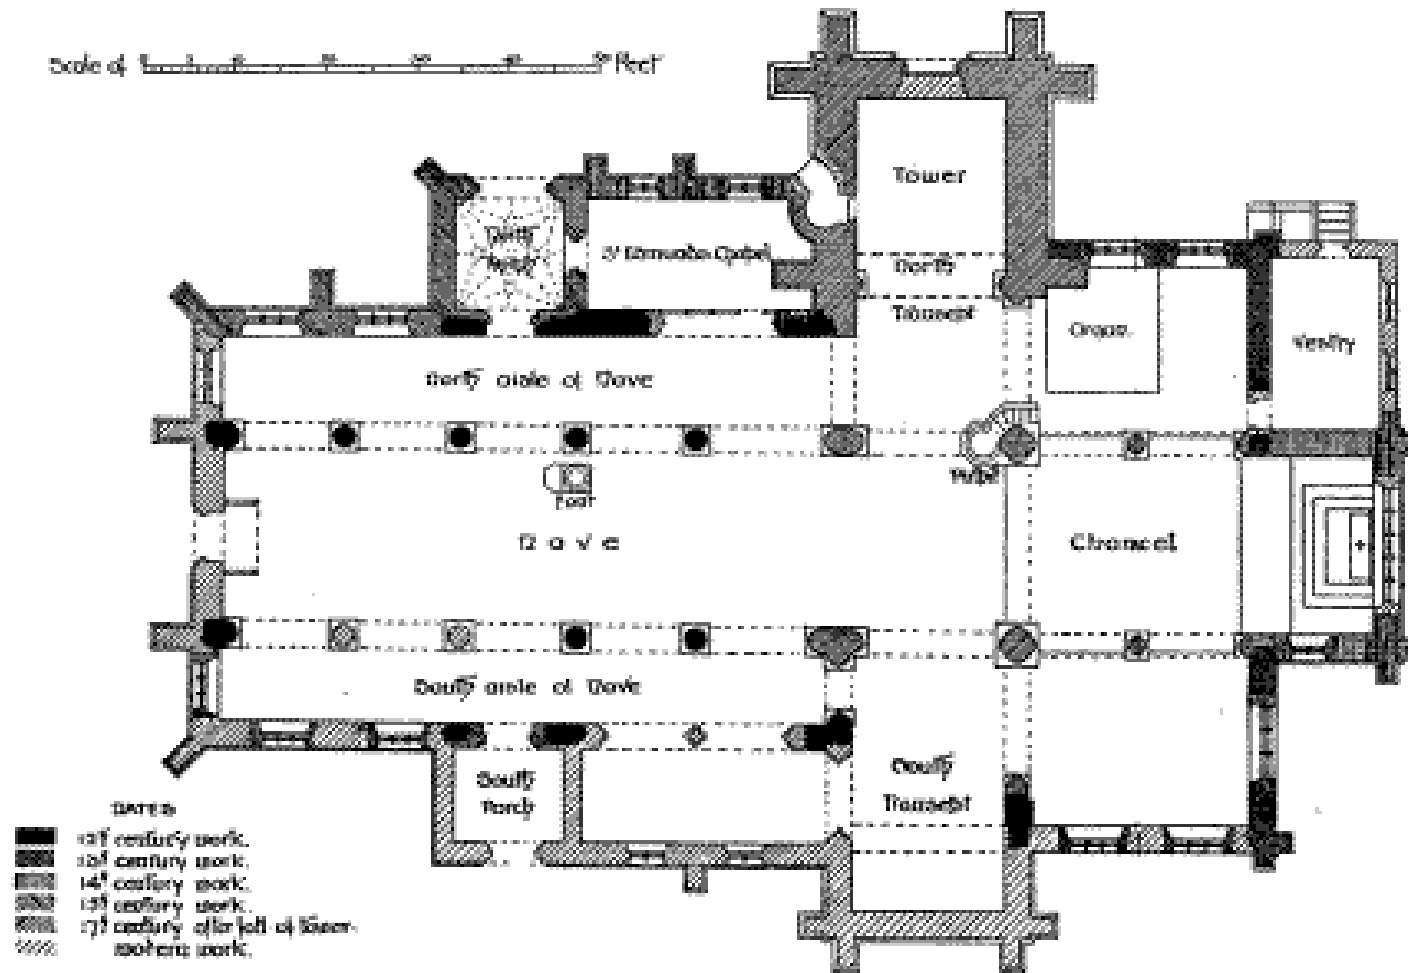 Scale of
Feet
Tower
North
Porch
St Edmunds Chapel
North
Transept
Organ.
Vestry
North aisle of Nave
Pulpit
Font
Nave
Chancel
South aisle of Nave
South
Porch
South
Transept
DATES
12th century work.
13th century work.
14th century work.
15th century work.
17th century after fall of Tower.
modern work.